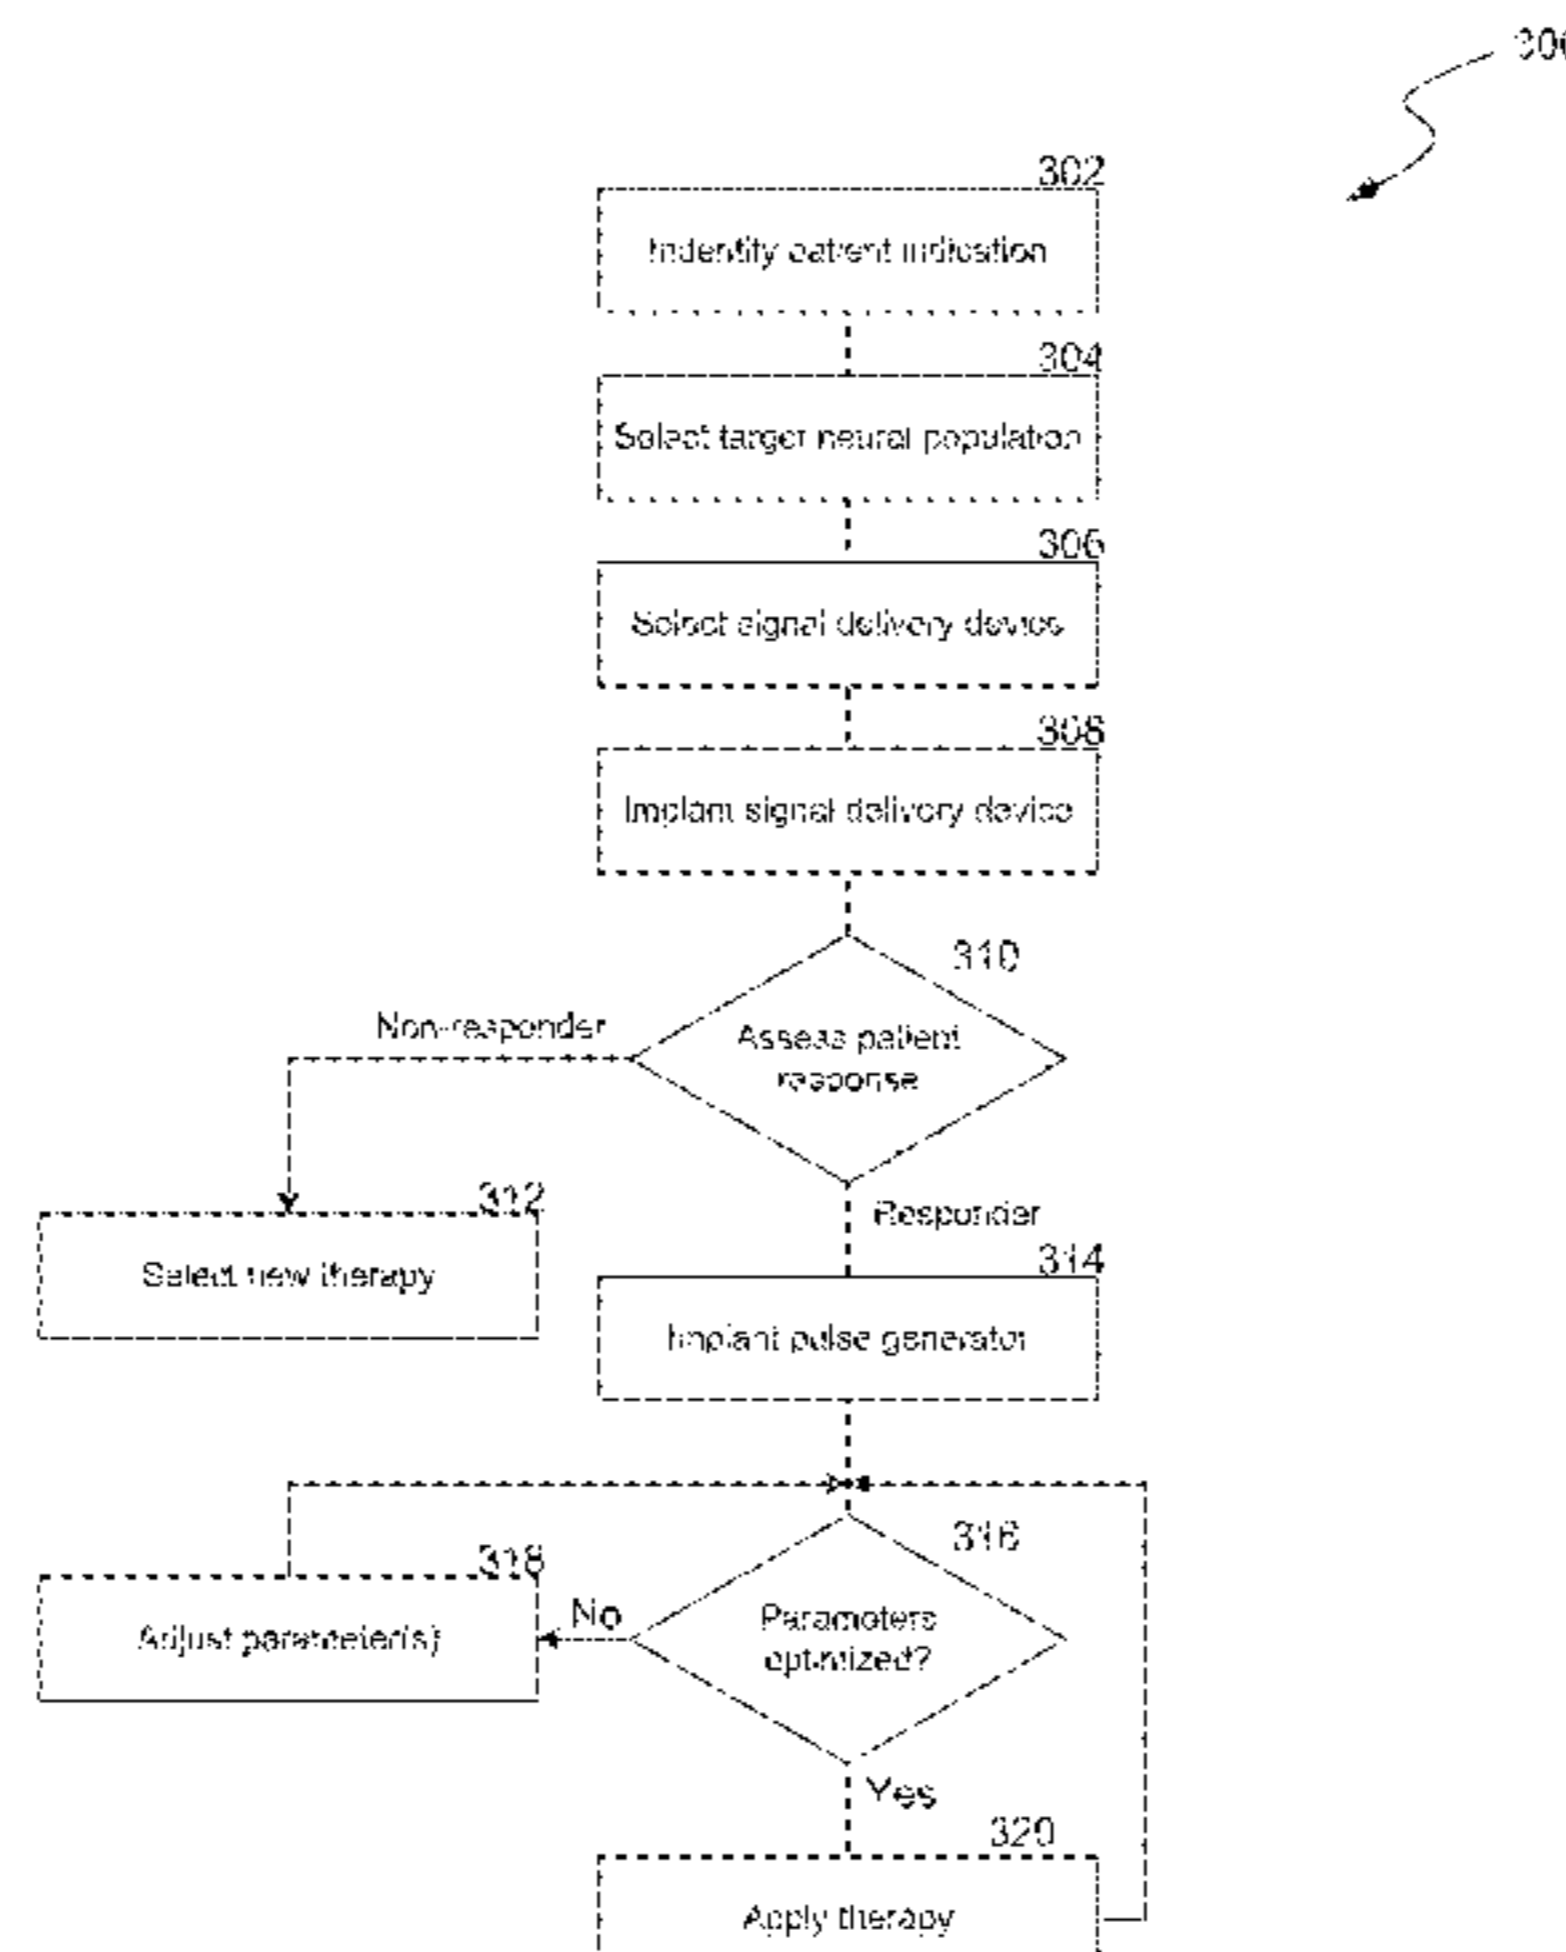 300
302
Indentify patient indication
304
Select target neural population
306
Select signal delivery device
308
Implant signal delivery device
310
Non-responder
Assess patient
response
312
Responder
Select new therapy
314
Implant pulse generator
316
318
No
Parameters
optimized?
Adjust parameter(s)
Yes
320
Apply therapy